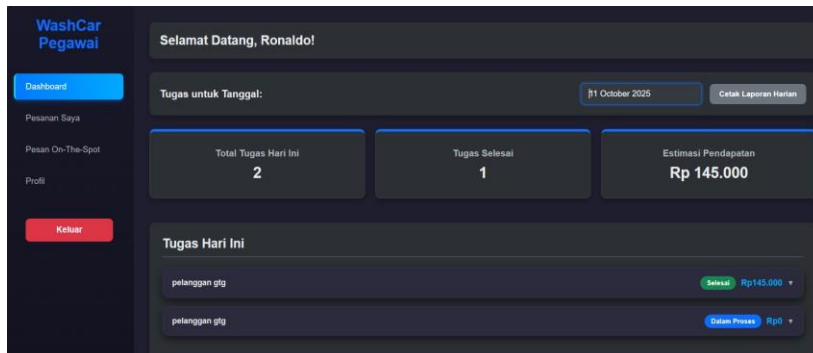 WashCar
Pegawai
Selamat Datang, Ronaldo!
Dashboard
Tugas untuk Tanggal:
11 October 2025
Cetak Laporan Harian
Pesanan Saya
Pesan On-The-Spot
Profil
Keluar
Total Tugas Hari Ini
2
Tugas Selesai
1
Estimasi Pendapatan
Rp 145.000
Tugas Hari Ini
pelanggan gtg Selesai Rp145.000
pelanggan gtg Dalam Proses Rp0